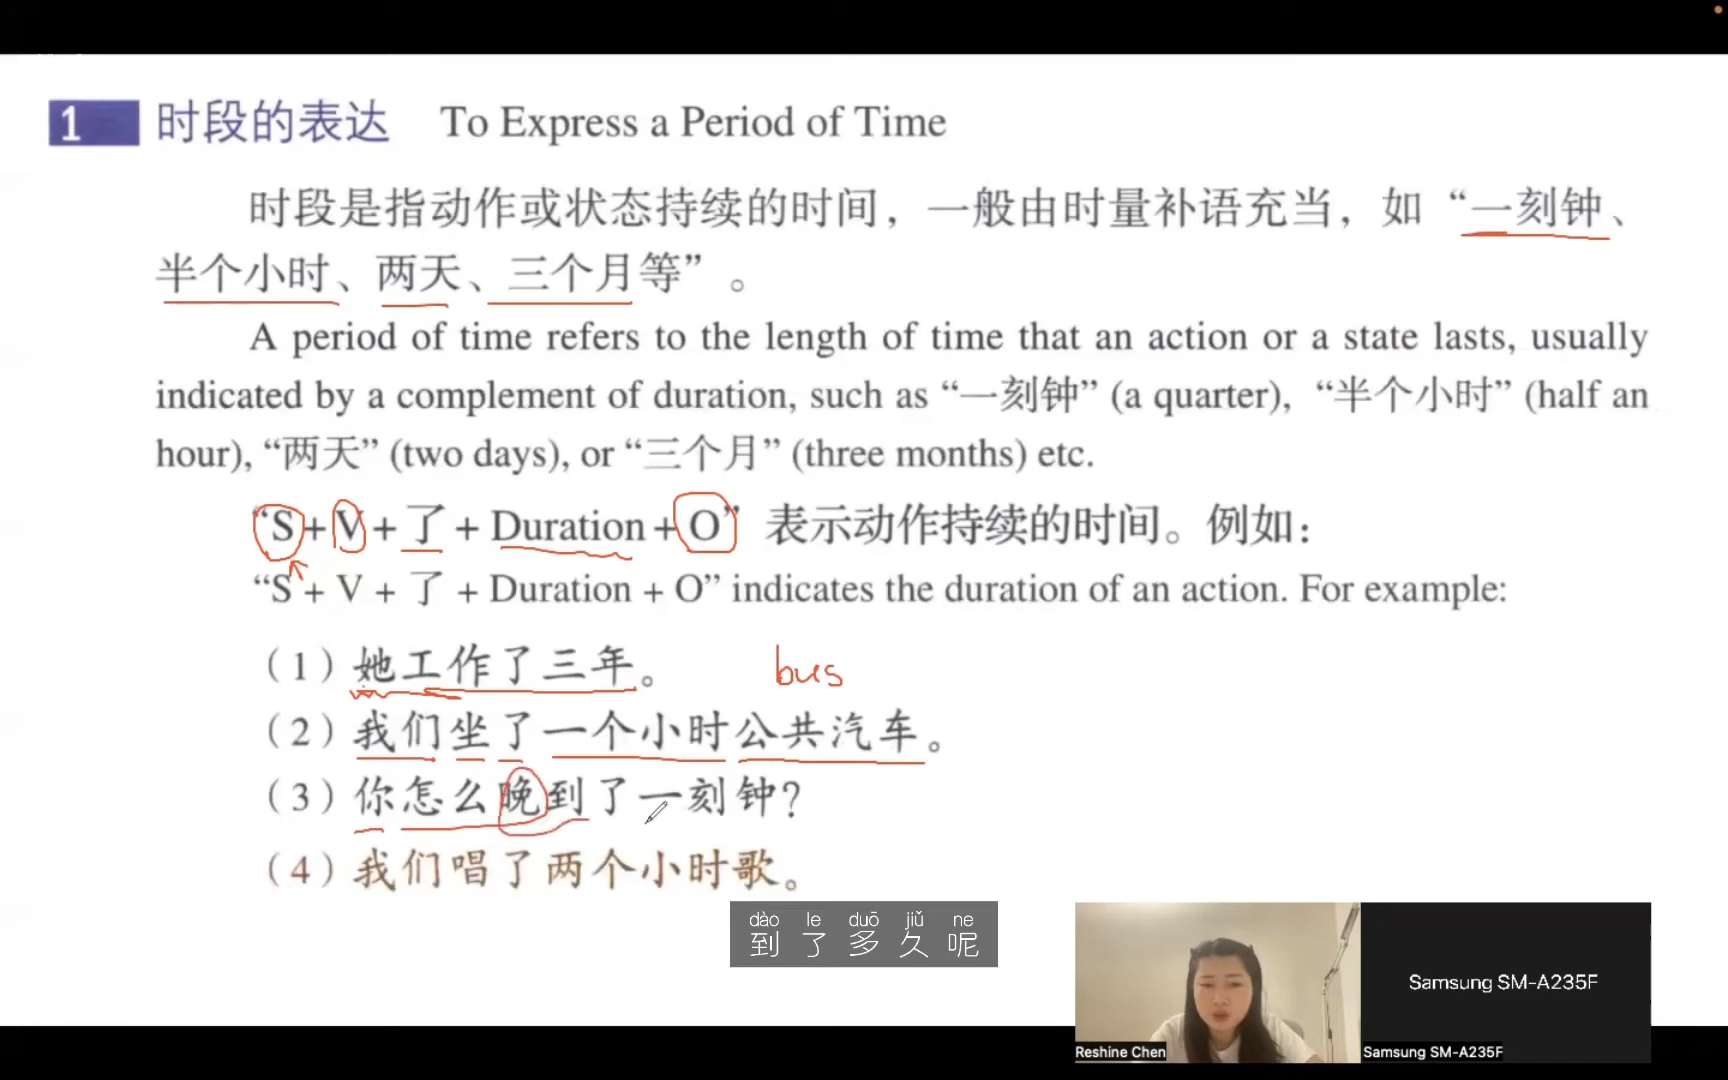 1 时段的表达 To Express a Period of Time
时段是指动作或状态持续的时间，一般由时量补语充当，如“一刻钟、
半个小时、两天、三个月等”。
A period of time refers to the length of time that an action or a state lasts, usually
indicated by a complement of duration, such as “一刻钟” (a quarter), “半个小时” (half an
hour), “两天” (two days), or “三个月” (three months) etc.
“S + V + 了 + Duration + O” 表示动作持续的时间。例如：
“S + V + 了 + Duration + O” indicates the duration of an action. For example:
（1）她工作了三年。
bus
（2）我们坐了一个小时公共汽车。
（3）你怎么晚到了一刻钟？
（4）我们唱了两个小时歌。
dào le duō jiǔ ne
到了多久呢
Samsung SM-A235F
Reshine Chen
Samsung SM-A235F